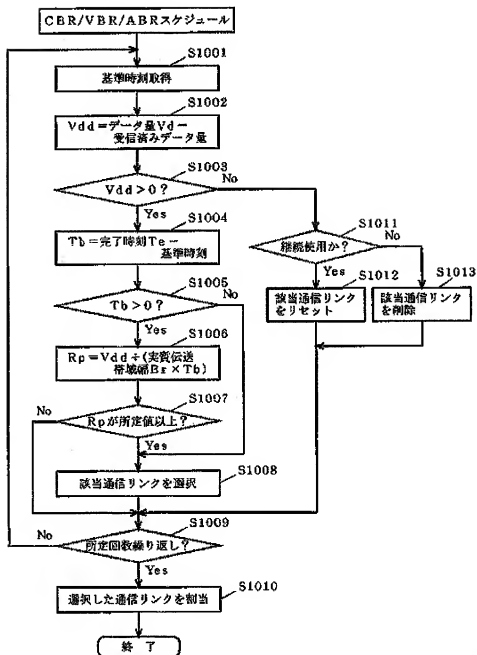 CBR/VBR/ABRスケジュール
S1001
基準時刻取得
S1002
Vdd=データ量Vd−
受信済みデータ量
S1003
Vdd>0?
No
Yes
S1004
Tb=完了時刻Te−
基準時刻
S1005
Tb>0?
No
Yes
S1006
Rp=Vdd÷(実質伝送
帯域幅Br×Tb)
S1007
No
Rpが所定値以上?
Yes
S1008
該当通信リンクを選択
S1009
No
所定回数繰り返し?
Yes
S1010
選択した通信リンクを割当
終了
S1011
継続使用か?
No
Yes
S1012
該当通信リンク
をリセット
S1013
該当通信リンク
を削除